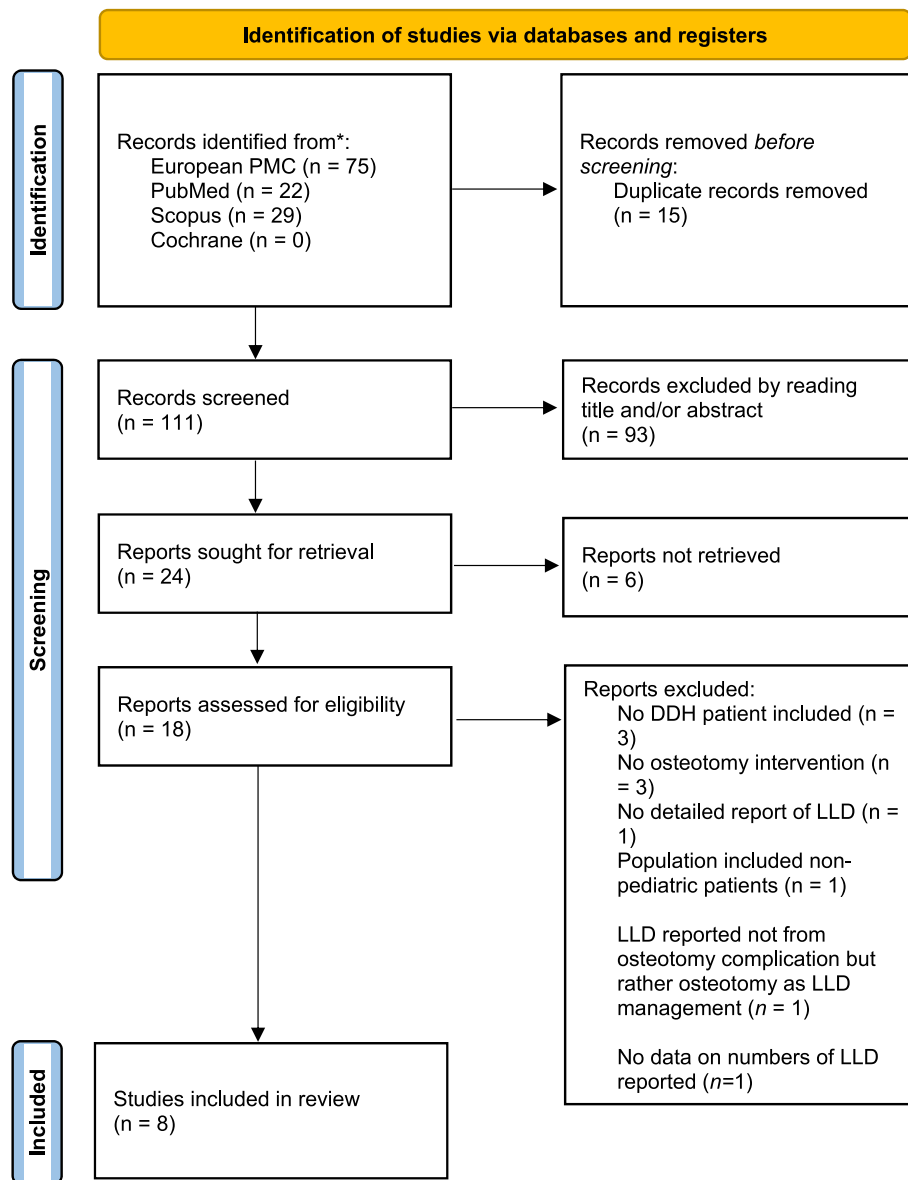 Identification of studies via databases and registers
Identification
Records identified from*:
European PMC (n = 75)
PubMed (n = 22)
Scopus (n = 29)
Cochrane (n = 0)
Records removed before
screening:
Duplicate records removed
(n = 15)
Screening
Records screened
(n = 111)
Records excluded by reading
title and/or abstract
(n = 93)
Reports sought for retrieval
(n = 24)
Reports not retrieved
(n = 6)
Reports assessed for eligibility
(n = 18)
Reports excluded:
No DDH patient included (n =
3)
No osteotomy intervention (n
= 3)
No detailed report of LLD (n =
1)
Population included non-
pediatric patients (n = 1)
LLD reported not from
osteotomy complication but
rather osteotomy as LLD
management (n = 1)
No data on numbers of LLD
reported (n=1)
Included
Studies included in review
(n = 8)